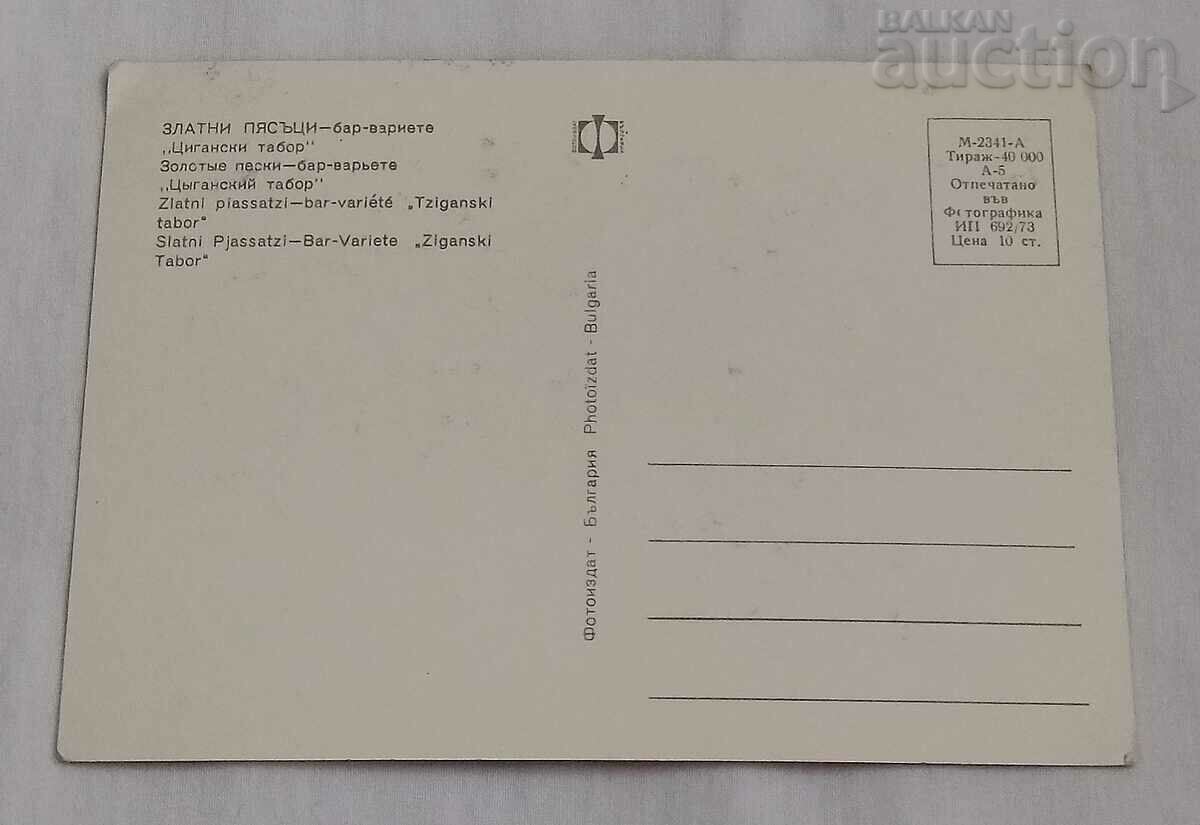 BALKAN
auction
ЗЛАТНИ ПЯСЪЦИ—бар-вариете
„Цигански табор"
Золотые пески—бар-варьете
„Цыганский табор"
Zlatni piassatzi—bar-variété „Tziganski
tabor"
Slatni Pjassatzi—Bar-Variete „Ziganski
Tabor"
М-2341-А
Тираж-40 000
А-5
Отпечатано
във
Фотографика
ИП 692/73
Цена 10 ст.
Фотоиздат - България Photoizdat - Bulgaria